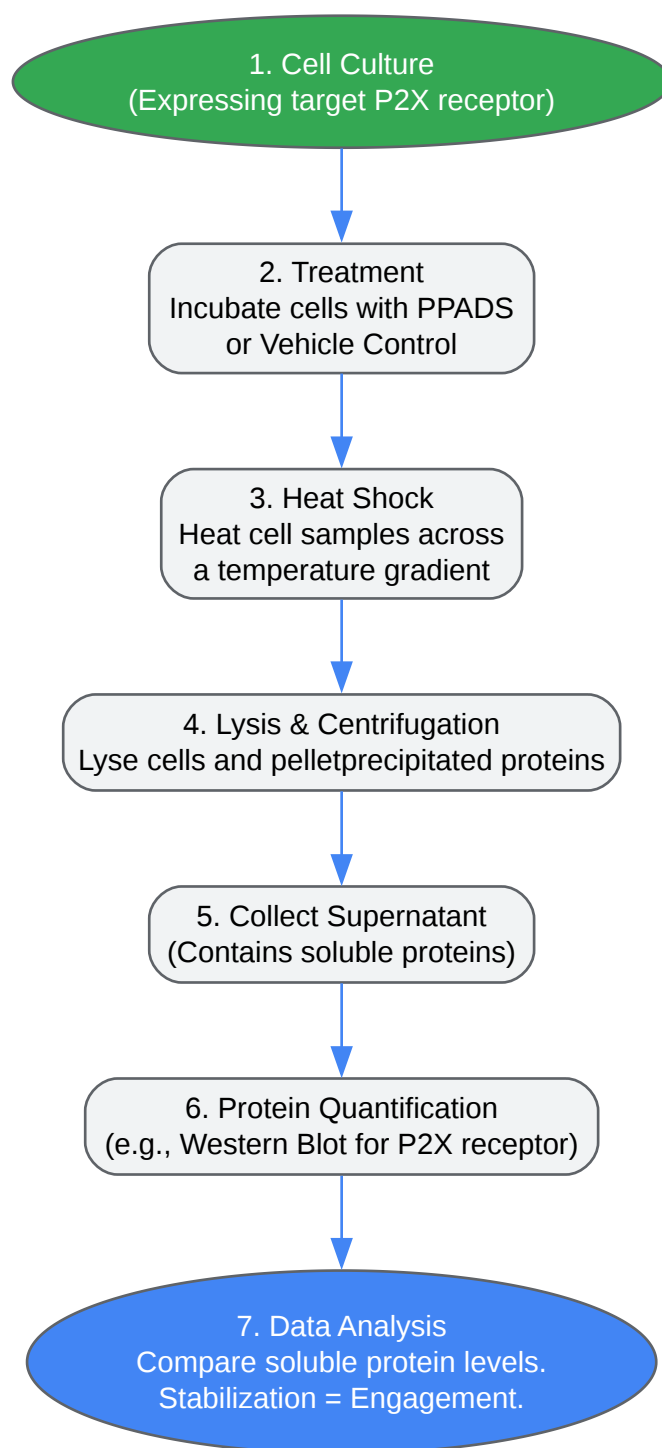 1. Cell Culture
(Expressing target P2X receptor)
2. Treatment
Incubate cells with PPADS
or Vehicle Control
3. Heat Shock
Heat cell samples across
a temperature gradient
4. Lysis & Centrifugation
Lyse cells and pelletprecipitated proteins
5. Collect Supernatant
(Contains soluble proteins)
6. Protein Quantification
(e.g., Western Blot for P2X receptor)
7. Data Analysis
Compare soluble protein levels.
Stabilization = Engagement.